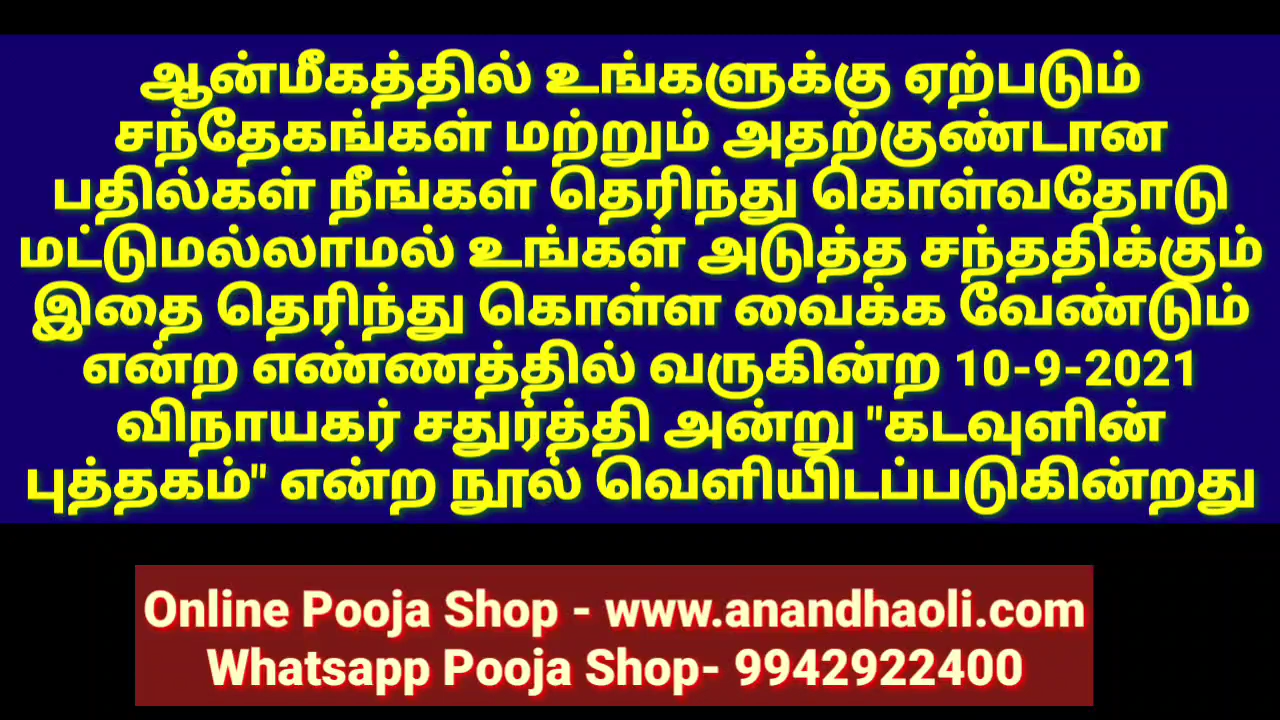 ஆன்மீகத்தில் உங்களுக்கு ஏற்படும்
சந்தேகங்கள் மற்றும் அதற்குண்டான
பதில்கள் நீங்கள் தெரிந்து கொள்வதோடு
மட்டுமல்லாமல் உங்கள் அடுத்த சந்ததிக்கும்
இதை தெரிந்து கொள்ள வைக்க வேண்டும்
என்ற எண்ணத்தில் வருகின்ற 10-9-2021
விநாயகர் சதுர்த்தி அன்று "கடவுளின்
புத்தகம்" என்ற நூல் வெளியிடப்படுகின்றது
Online Pooja Shop - www.anandhaoli.com
Whatsapp Pooja Shop- 9942922400